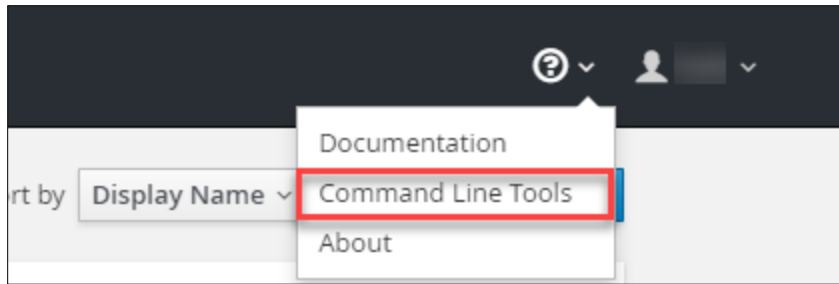 Documentation
rt by Display Name
Command Line Tools
About